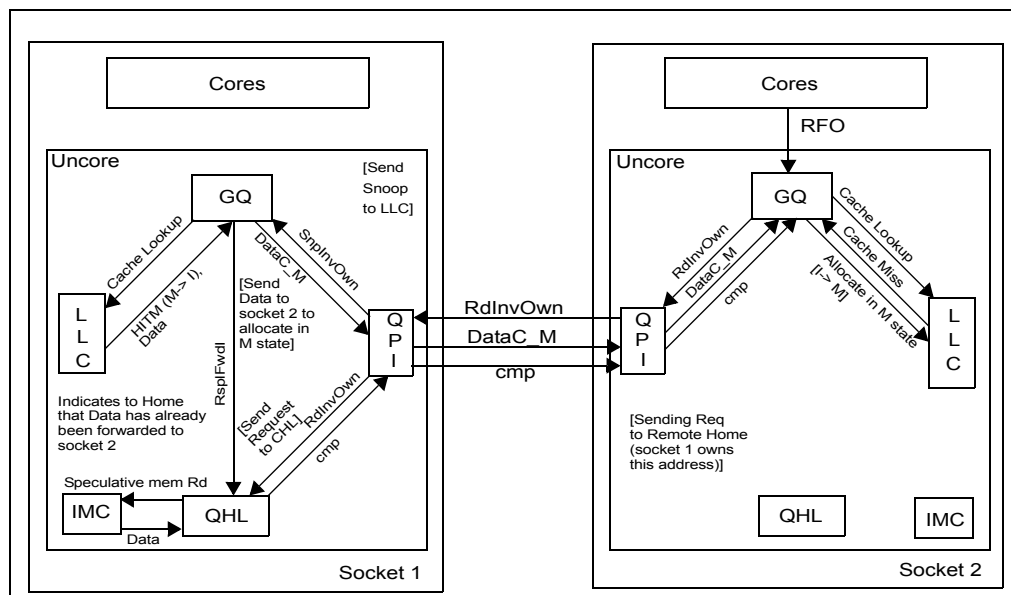 Cores
Uncore
[Send
Snoop
to LLC]
GQ
Cache Lookup
HITM (M-> I),
Data
SnpInvOwn
DataC_M
[Send
Data to
socket 2 to
allocate in
M state]
L
L
C
Q
P
I
RspIFwdI
Indicates to Home
that Data has already
been forwarded to
socket 2
[Send
Request
to CHL]
RdInvOwn
cmp
Speculative mem Rd
IMC
QHL
Data
Socket 1
RdInvOwn
DataC_M
cmp
Cores
RFO
Uncore
GQ
RdInvOwn
DataC_M
cmp
Cache Lookup
Cache Miss
Allocate in M state
[I-> M]
Q
P
I
L
L
C
[Sending Req
to Remote Home
(socket 1 owns
this address)]
QHL
IMC
Socket 2